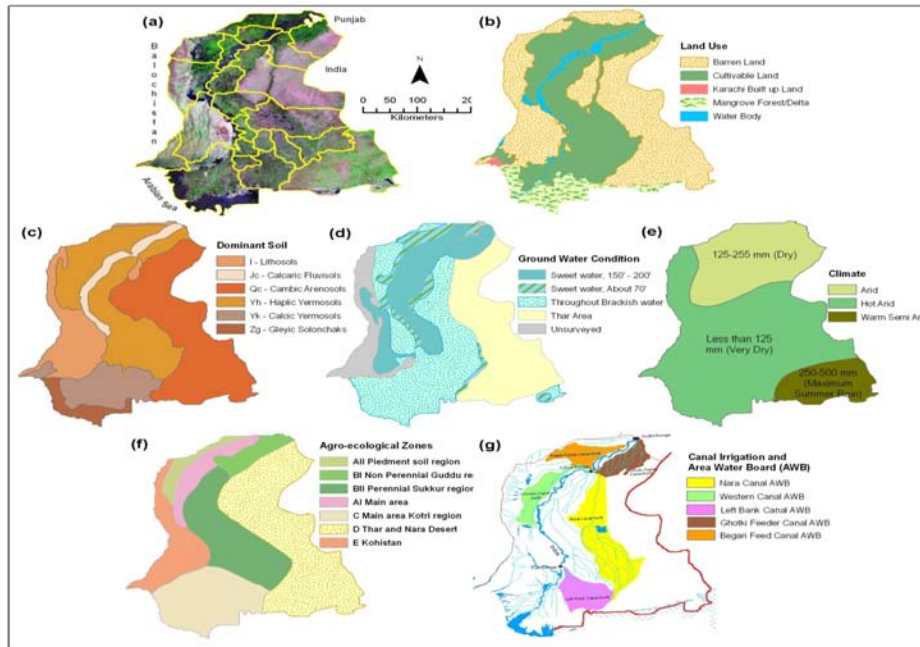 (a)
Punjab
Balochistan
India
N
0 50 100 20
Kilometers
Arabian Sea
(b)
Land Use
Barren Land
Cultivable Land
Karachi Built up Land
Mangrove Forest/Delta
Water Body
(c)
Dominant Soil
I - Lithosols
Jc - Calcaric Fluvisols
Qc - Cambic Arenosols
Yh - Haplic Yermosols
Yk - Calcic Yermosols
Zg - Gleyic Solonchaks
(d)
Ground Water Condition
Sweet water, 150' - 200'
Sweet water, About 70'
Throughout Brackish water
Thar Area
Unsurveyed
(e)
125-255 mm (Dry)
Less than 125
mm (Very Dry)
250-500 mm
(Maximum
Summer Rain)
Climate
Arid
Hot Arid
Warm Semi Ar
(f)
Agro-ecological Zones
AII Piedment soil region
BI Non Perennial Guddu re
BII Perennial Sukkur region
AI Main area
C Main area Kotri region
D Thar and Nara Desert
E Kohistan
(g)
Canal Irrigation and
Area Water Board (AWB)
Nara Canal AWB
Western Canal AWB
Left Bank Canal AWB
Ghotki Feeder Canal AWB
Begari Feed Canal AWB